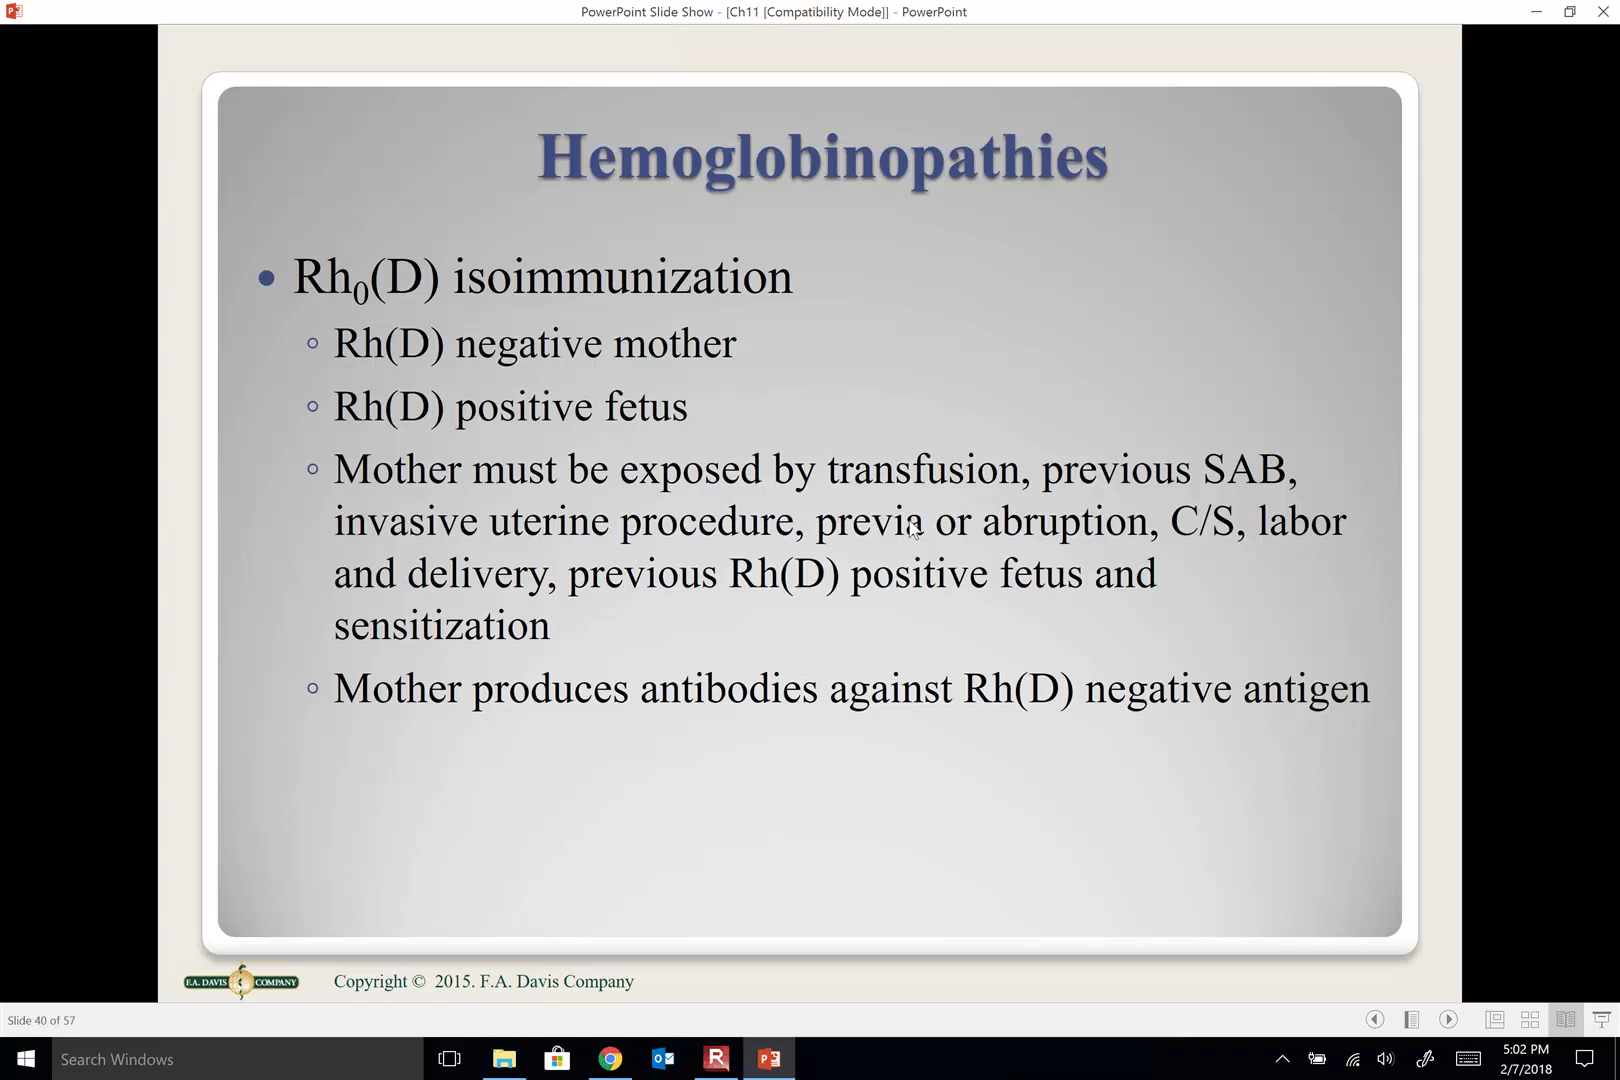 PowerPoint Slide Show - [Ch11 [Compatibility Mode]] - PowerPoint
Hemoglobinopathies
Rh₀(D) isoimmunization
Rh(D) negative mother
Rh(D) positive fetus
Mother must be exposed by transfusion, previous SAB,
invasive uterine procedure, previa or abruption, C/S, labor
and delivery, previous Rh(D) positive fetus and
sensitization
Mother produces antibodies against Rh(D) negative antigen
F.A. DAVIS COMPANY
Copyright © 2015. F.A. Davis Company
Slide 40 of 57
Search Windows
5:02 PM
2/7/2018